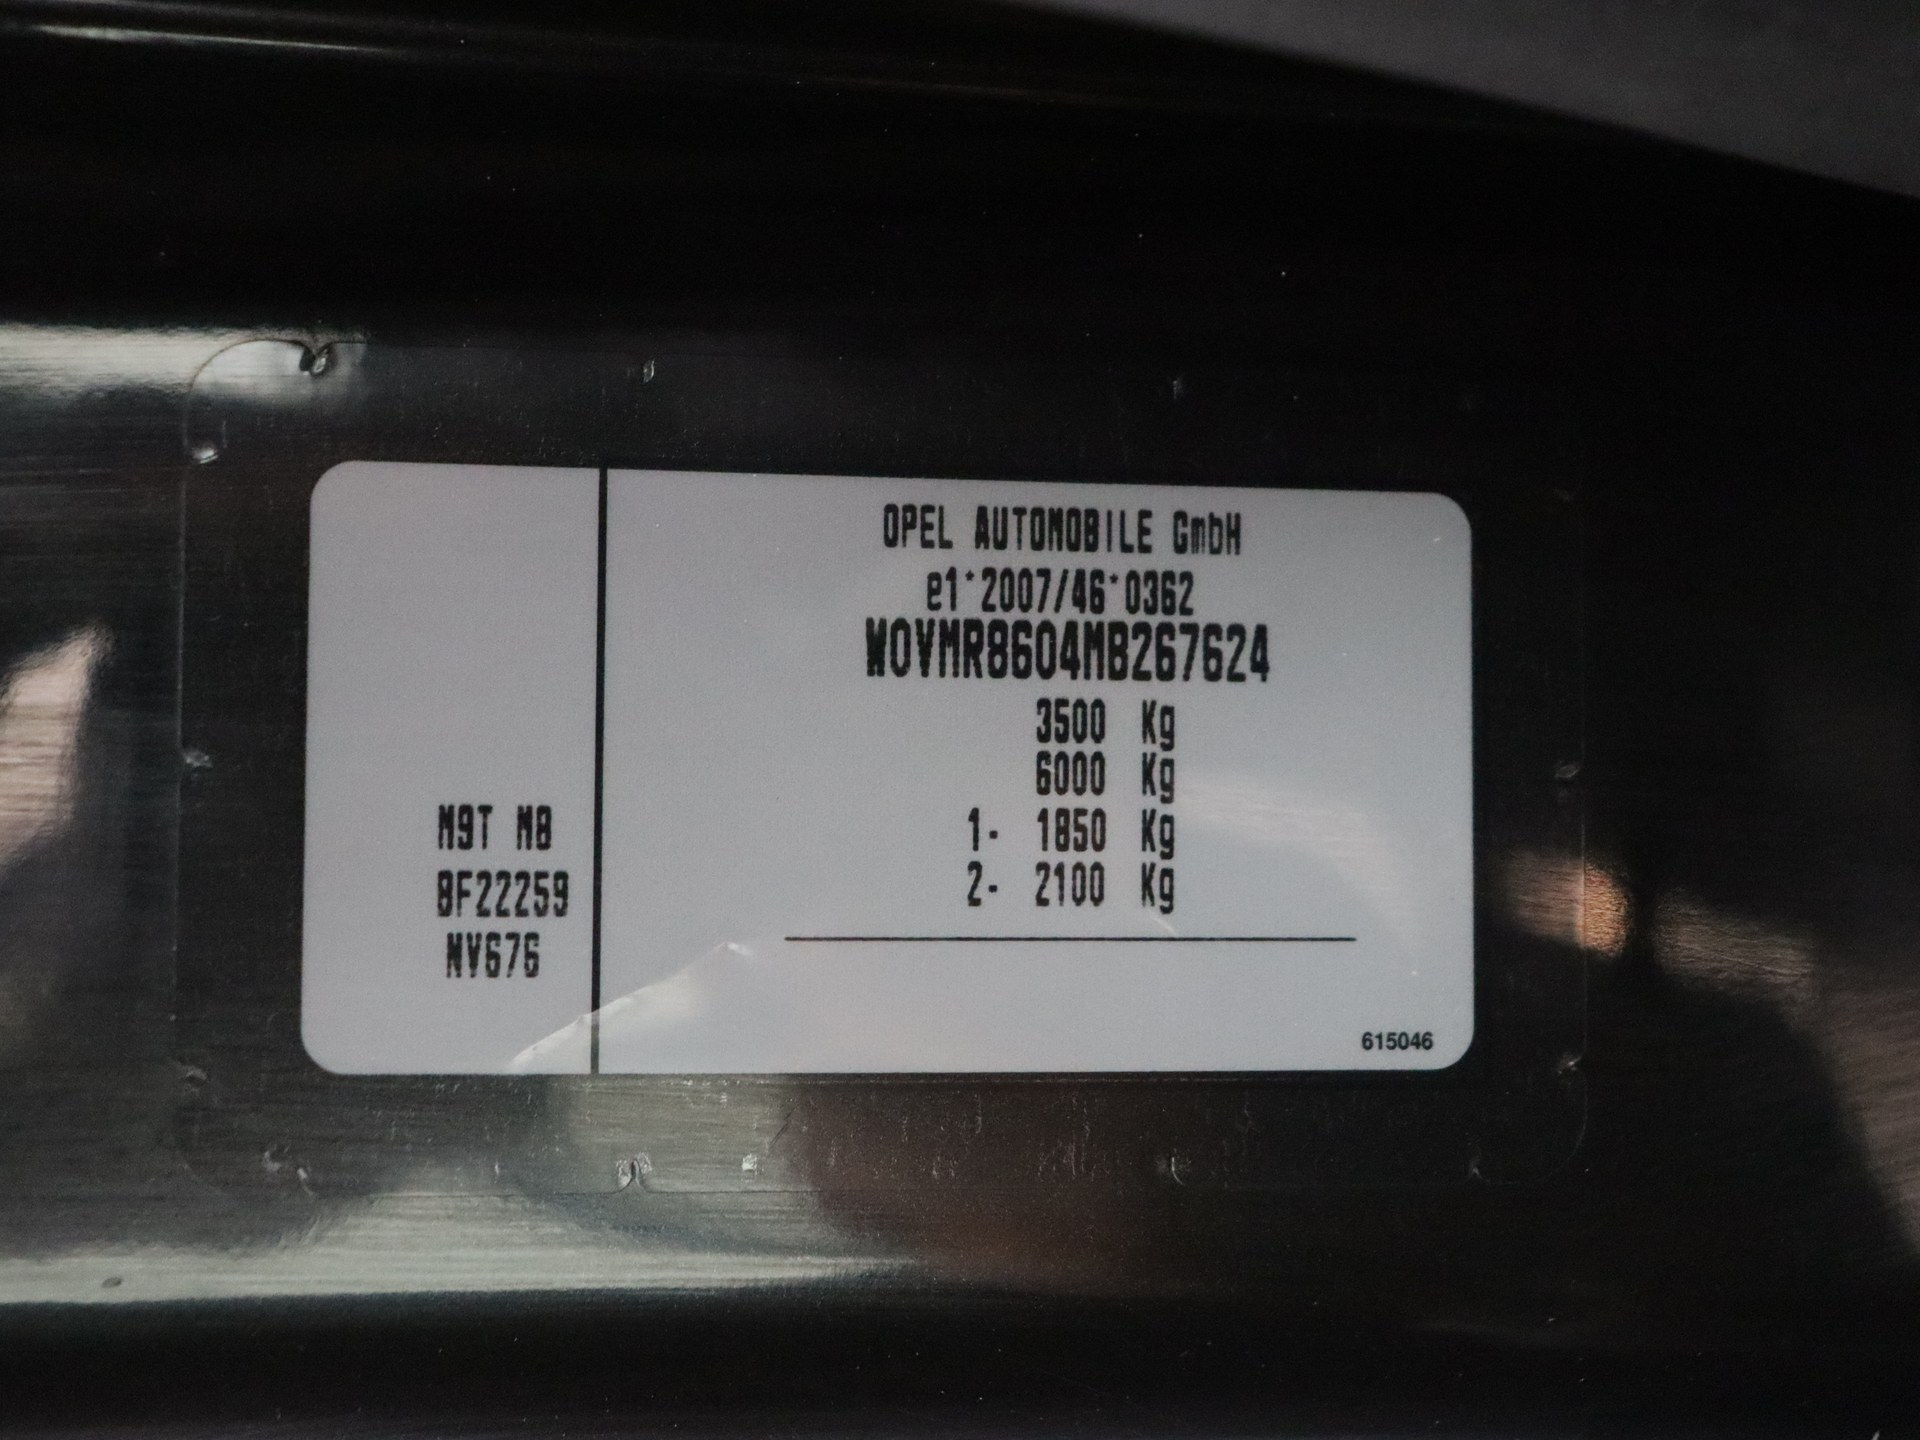 OPEL AUTOMOBILE GmbH
e1*2007/46*0362
W0VMR8604MB267624
3500 Kg
6000 Kg
1- 1850 Kg
2- 2100 Kg
M9T M8
8F22259
NV676
615046